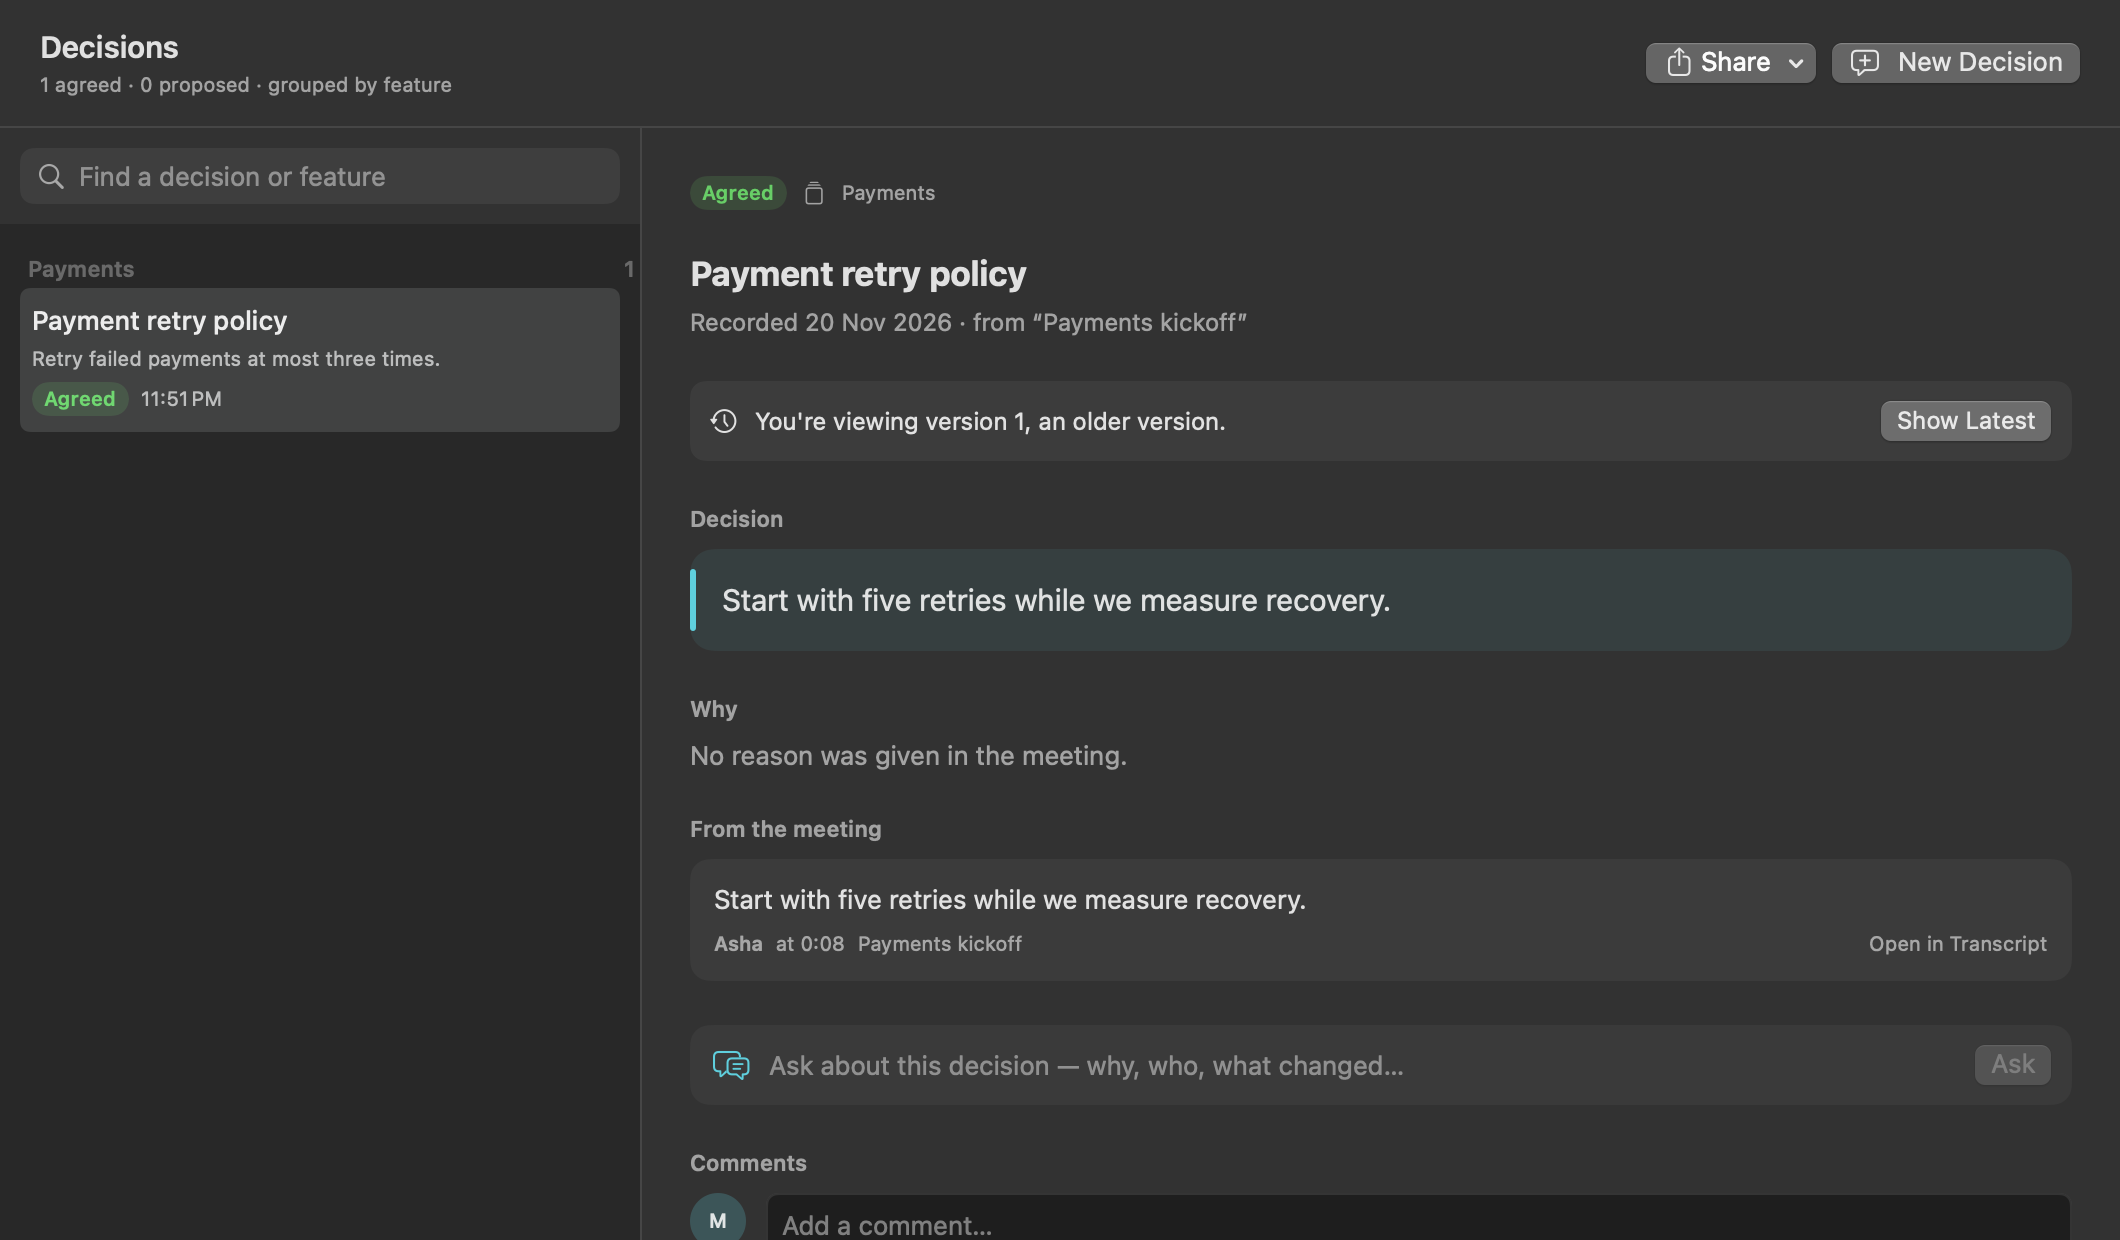 Decisions
1 agreed · 0 proposed · grouped by feature
Share
New Decision
Find a decision or feature
Payments 1
Payment retry policy
Retry failed payments at most three times.
Agreed 11:51 PM
Agreed Payments
Payment retry policy
Recorded 20 Nov 2026 · from “Payments kickoff”
You're viewing version 1, an older version.
Show Latest
Decision
Start with five retries while we measure recovery.
Why
No reason was given in the meeting.
From the meeting
Start with five retries while we measure recovery.
Asha at 0:08 Payments kickoff
Open in Transcript
Ask about this decision — why, who, what changed...
Ask
Comments
M
Add a comment...